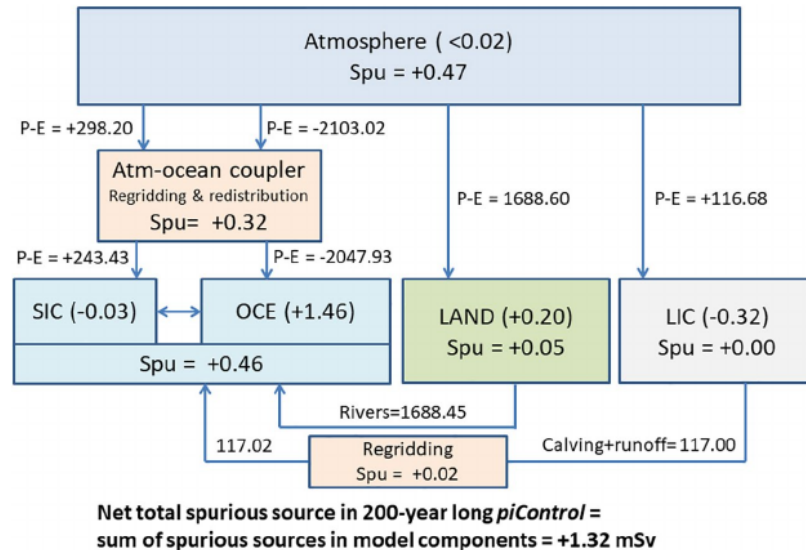 Atmosphere ( <0.02)
Spu = +0.47
P-E = +298.20
P-E = -2103.02
Atm-ocean coupler
Regridding & redistribution
Spu= +0.32
P-E = 1688.60
P-E = +116.68
P-E = +243.43
P-E = -2047.93
SIC (-0.03)
OCE (+1.46)
Spu = +0.46
LAND (+0.20)
Spu = +0.05
LIC (-0.32)
Spu = +0.00
Rivers=1688.45
117.02
Regridding
Spu = +0.02
Calving+runoff=117.00
Net total spurious source in 200-year long piControl =
sum of spurious sources in model components = +1.32 mSv